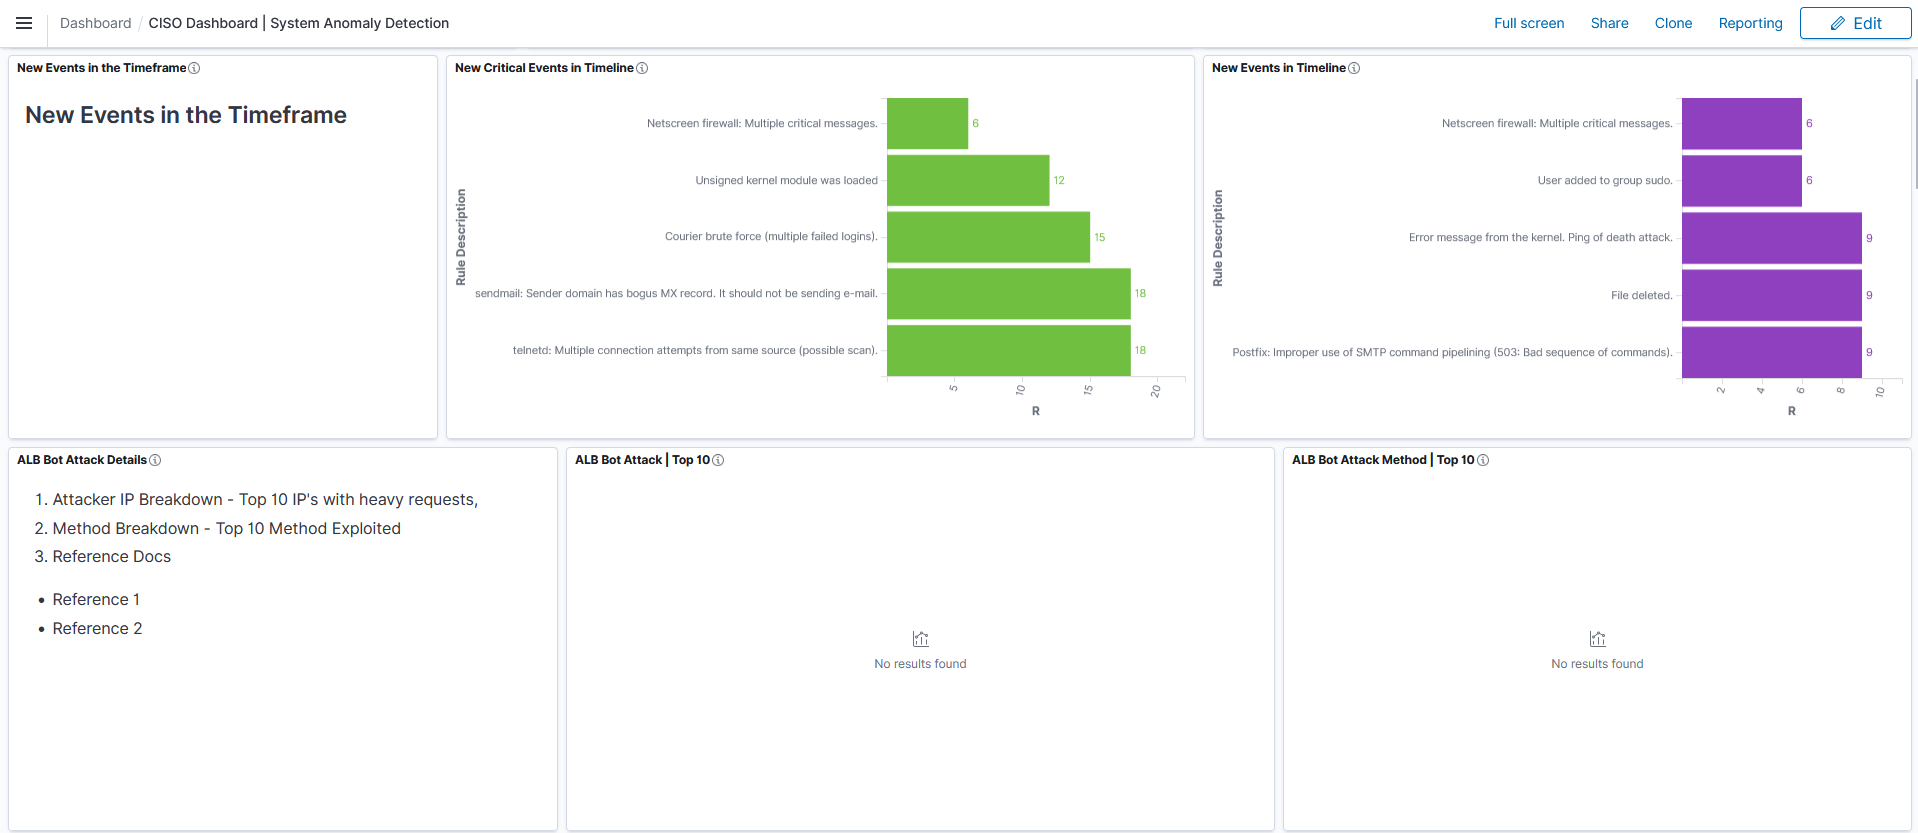 Dashboard / CISO Dashboard | System Anomaly Detection
Full screen
Share
Clone
Reporting
Edit
New Events in the Timeframe
New Events in the Timeframe
New Critical Events in Timeline
Rule Description
Netscreen firewall: Multiple critical messages.
6
Unsigned kernel module was loaded
12
Courier brute force (multiple failed logins).
15
sendmail: Sender domain has bogus MX record. It should not be sending e-mail.
18
telnetd: Multiple connection attempts from same source (possible scan).
18
5
10
15
20
R
New Events in Timeline
Rule Description
Netscreen firewall: Multiple critical messages.
6
User added to group sudo.
6
Error message from the kernel. Ping of death attack.
9
File deleted.
9
Postfix: Improper use of SMTP command pipelining (503: Bad sequence of commands).
9
2
4
6
8
10
R
ALB Bot Attack Details
1. Attacker IP Breakdown - Top 10 IP's with heavy requests,
2. Method Breakdown - Top 10 Method Exploited
3. Reference Docs
• Reference 1
• Reference 2
ALB Bot Attack | Top 10
No results found
ALB Bot Attack Method | Top 10
No results found